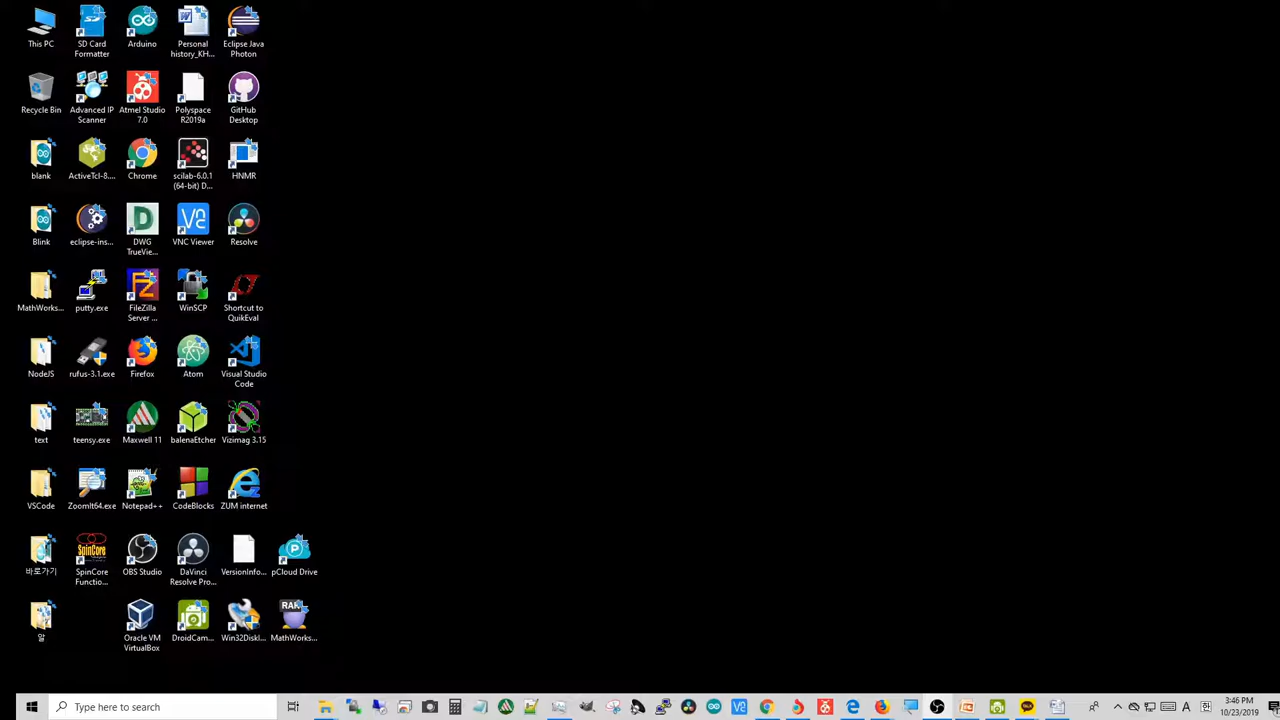 This PC
SD Card
Formatter
Arduino
Personal
history_KH...
Eclipse Java
Photon
Recycle Bin
Advanced IP
Scanner
Atmel Studio
7.0
Polyspace
R2019a
GitHub
Desktop
blank
ActiveTcl-8....
Chrome
scilab-6.0.1
(64-bit) D...
HNMR
Blink
eclipse-ins...
DWG
TrueVie...
VNC Viewer
Resolve
MathWorks...
putty.exe
FileZilla
Server ...
WinSCP
Shortcut to
QuikEval
NodeJS
rufus-3.1.exe
Firefox
Atom
Visual Studio
Code
text
teensy.exe
Maxwell 11
balenaEtcher
Vizimag 3.15
VSCode
ZoomIt64.exe
Notepad++
CodeBlocks
ZUM internet
바로가기
SpinCore
Functio...
OBS Studio
DaVinci
Resolve Pro...
VersionInfo...
pCloud Drive
알
Oracle VM
VirtualBox
DroidCam...
Win32DiskI...
MathWorks...
Type here to search
A
한
3:46 PM
10/23/2019